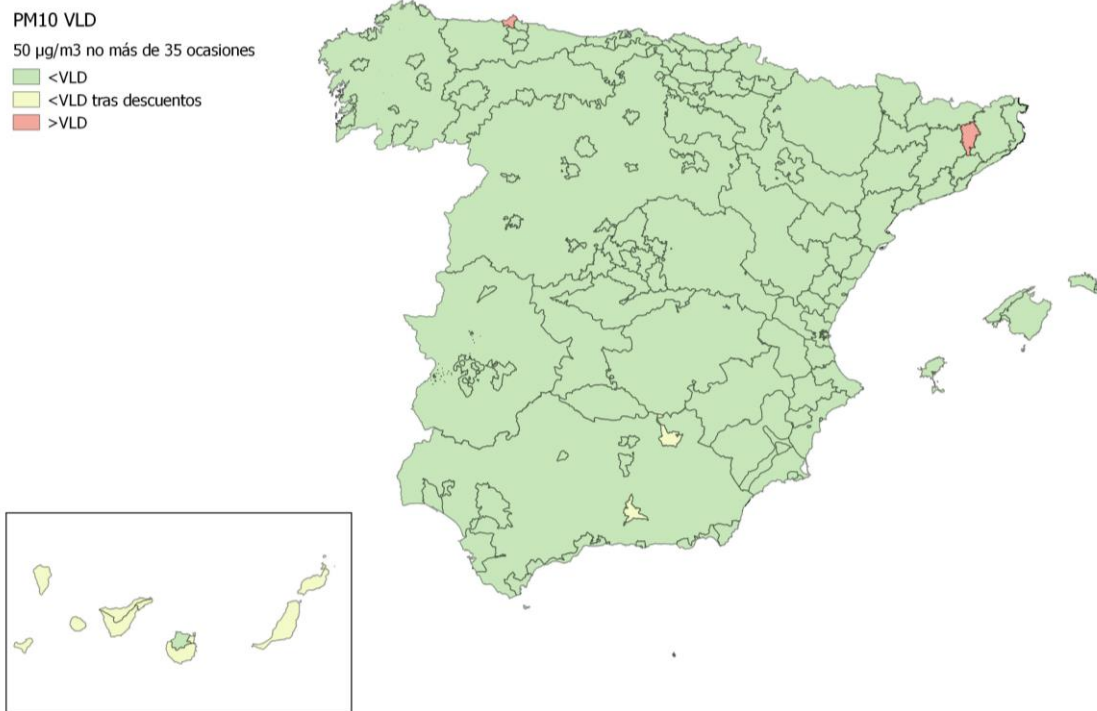 PM10 VLD
50 µg/m3 no más de 35 ocasiones
<VLD
<VLD tras descuentos
>VLD